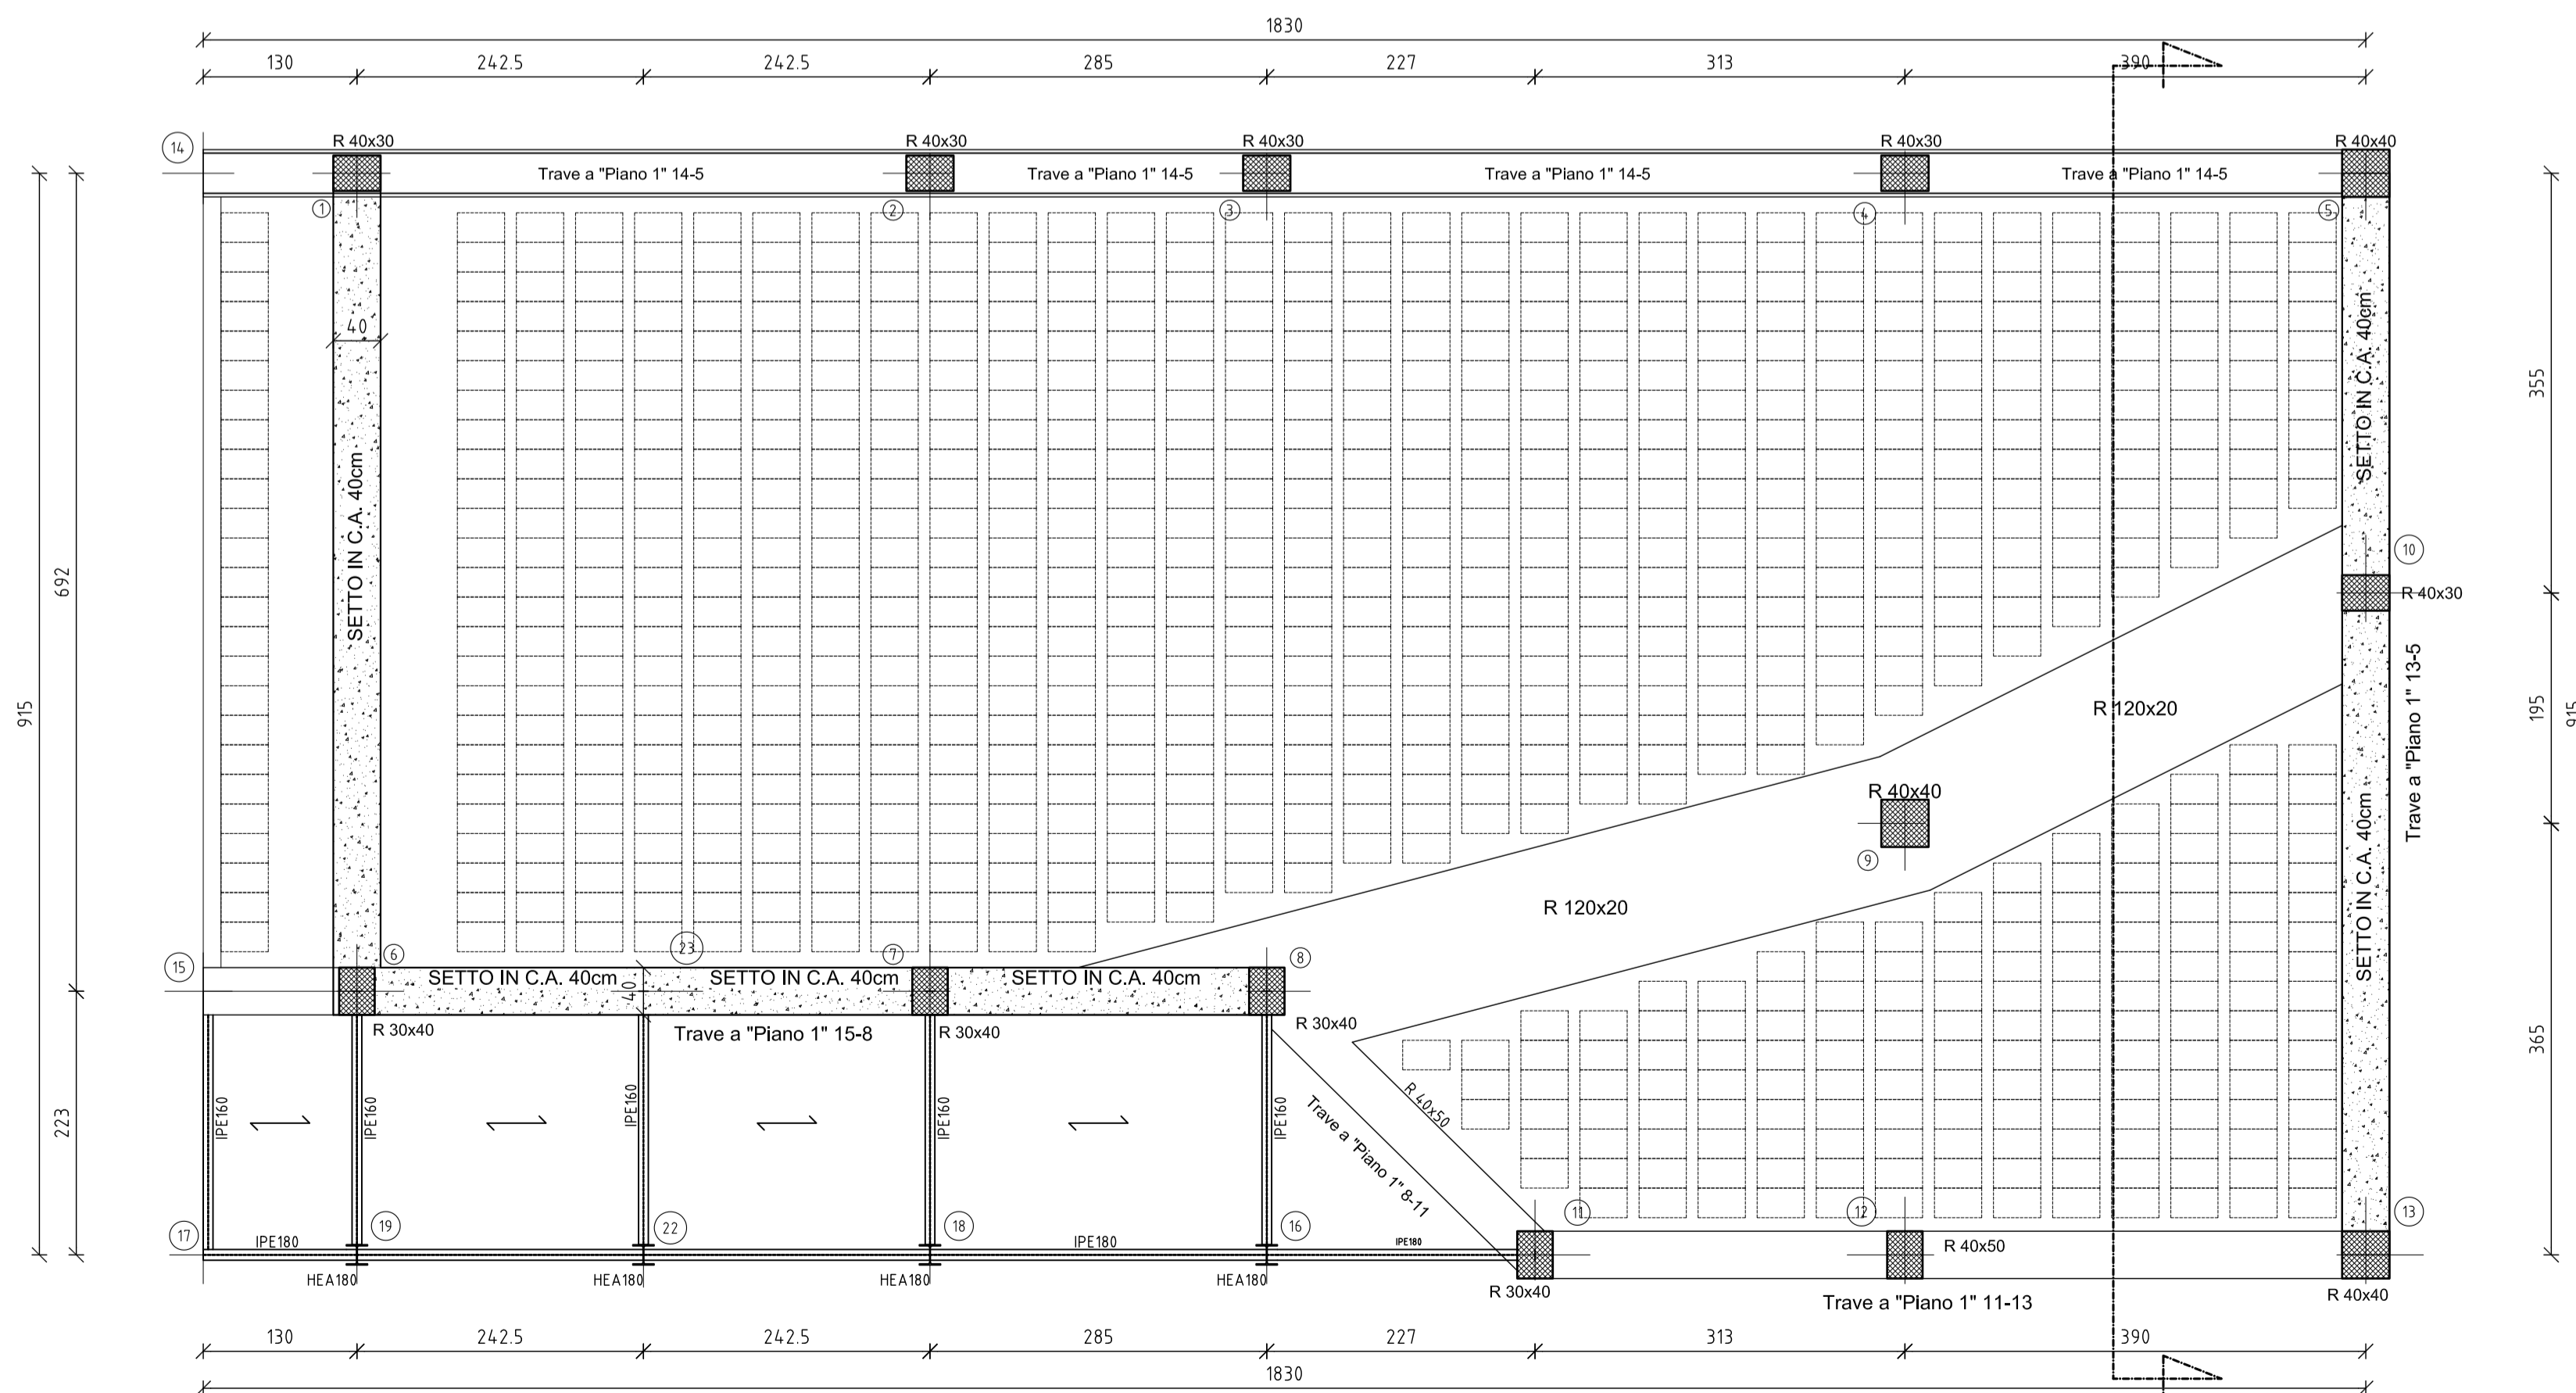 1830
130 242.5 242.5 285 227 313 390
14 R 40x30 R 40x30 R 40x30 R 40x30 R 40x40
Trave a "Piano 1" 14-5 Trave a "Piano 1" 14-5 Trave a "Piano 1" 14-5 Trave a "Piano 1" 14-5
1 2 3 4 5
40
SETTO IN C.A. 40cm
SETTO IN C.A. 40cm
355
10
R 40x30
692
915
Trave a "Piano 1" 13-5
195
915
R 120x20
R 40x40
9
R 120x20
SETTO IN C.A. 40cm
15 6 23 7 8
SETTO IN C.A. 40cm SETTO IN C.A. 40cm SETTO IN C.A. 40cm
40
R 30x40 Trave a "Piano 1" 15-8 R 30x40 R 30x40
365
223
IPE160 IPE160 IPE160 IPE160 IPE160
R 40x50
Trave a "Piano 1" 8-11
17 19 22 18 16 11 12 13
IPE180 IPE180 IPE180 R 40x50
HEA180 HEA180 HEA180 HEA180 R 30x40 R 40x40
Trave a "Piano 1" 11-13
130 242.5 242.5 285 227 313 390
1830